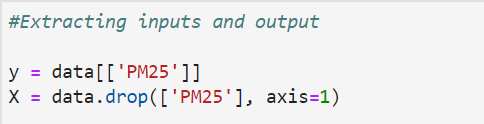 #Extracting inputs and output
y = data[['PM25']]
X = data.drop(['PM25'], axis=1)